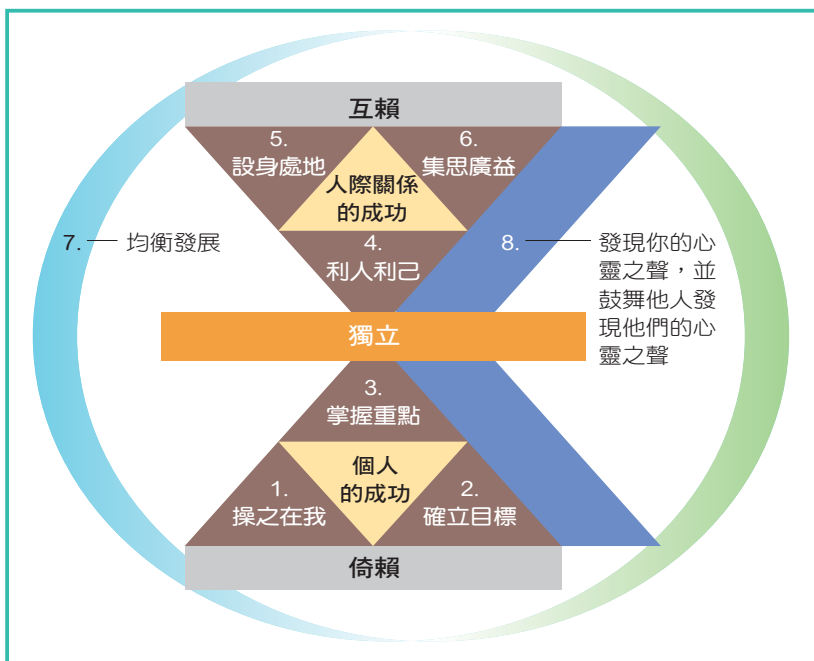 互賴
5.
設身處地
6.
集思廣益
人際關係
的成功
4.
利人利己
7.
均衡發展
8.
發現你的心
靈之聲，並
鼓舞他人發
現他們的心
靈之聲
獨立
3.
掌握重點
個人
的成功
1.
操之在我
2.
確立目標
倚賴